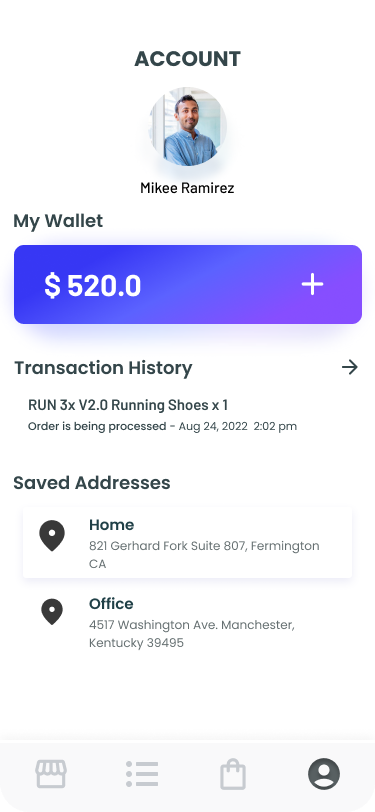 ACCOUNT
Mikee Ramirez
My Wallet
$ 520.0
Transaction History
RUN 3x V2.0 Running Shoes x 1
Order is being processed - Aug 24, 2022 2:02 pm
Saved Addresses
Home
821 Gerhard Fork Suite 807, Fermington
CA
Office
4517 Washington Ave. Manchester,
Kentucky 39495